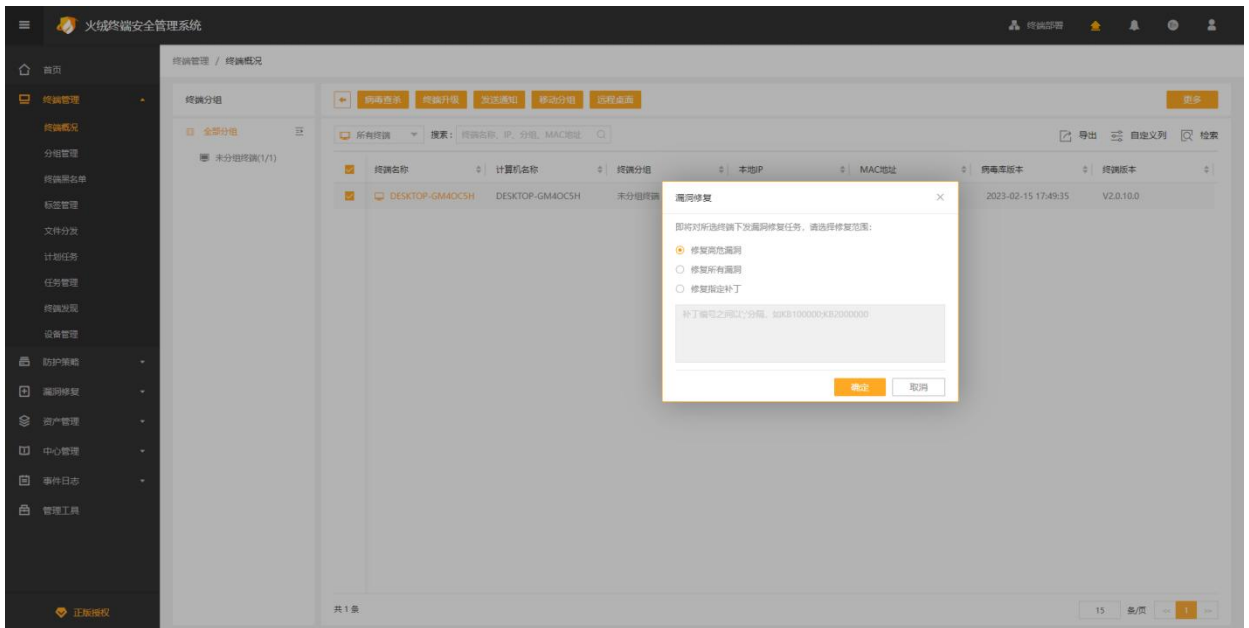 火绒终端安全管理系统
终端部署
首页
终端管理
终端概况
分组管理
终端黑名单
标签管理
文件分发
计划任务
任务管理
终端发现
设备管理
防护策略
漏洞修复
资产管理
中心管理
事件日志
管理工具
正版授权
终端管理 / 终端概况
终端分组
全部分组
未分组终端(1/1)
病毒查杀 终端升级 发送通知 移动分组 远程桌面 更多
所有终端 搜索: 终端名称、IP、分组、MAC地址 导出 自定义列 检索
终端名称 计算机名称 终端分组 本地IP MAC地址 病毒库版本 终端版本
DESKTOP-GM4OCSH DESKTOP-GM4OCSH 未分组终端 2023-02-15 17:49:35 V2.0.10.0
漏洞修复
即将对所选终端下发漏洞修复任务，请选择修复范围：
修复高危漏洞
修复所有漏洞
修复指定补丁
补丁编号之间以';'分隔，如KB100000;KB2000000
确定 取消
共 1 条 15 条/页 1